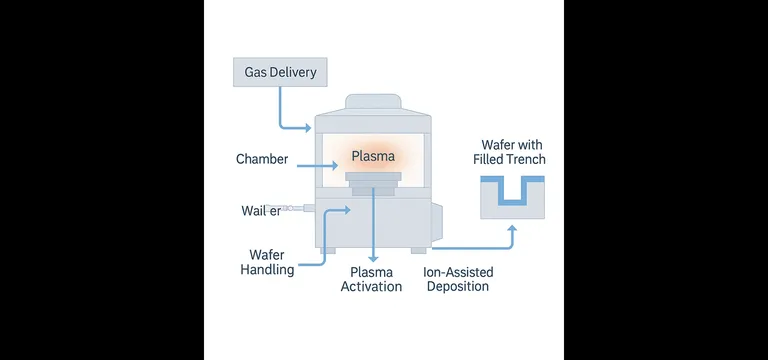 Gas Delivery
Wafer with
Filled Trench
Plasma
Chamber
Wail er
Wafer
Handling
Plasma
Activation
Ion-Assisted
Deposition